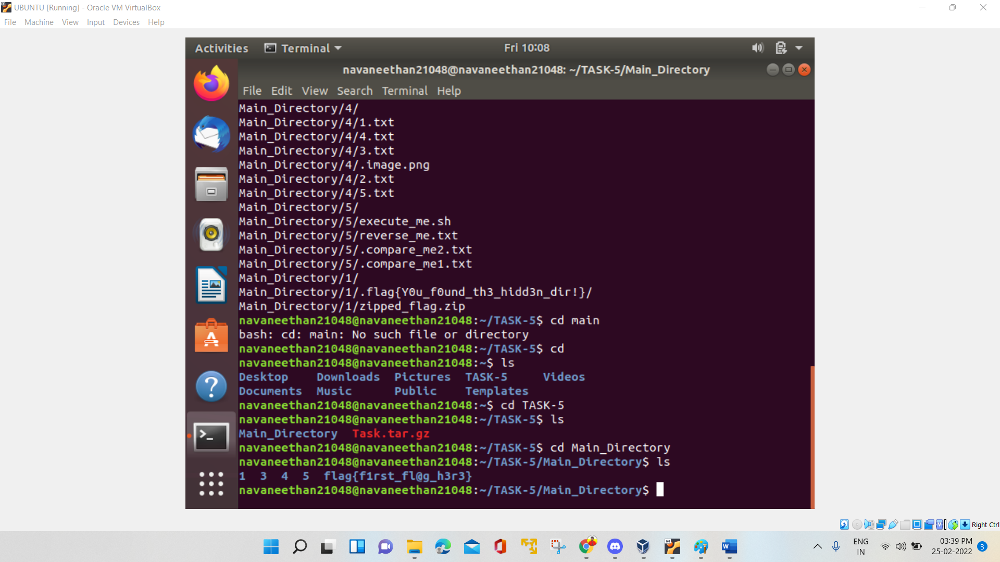 UBUNTU [Running] - Oracle VM VirtualBox
File Machine View Input Devices Help
Activities Terminal Fri 10:08
navaneethan21048@navaneethan21048: ~/TASK-5/Main_Directory
File Edit View Search Terminal Help
Main_Directory/4/
Main_Directory/4/1.txt
Main_Directory/4/4.txt
Main_Directory/4/3.txt
Main_Directory/4/.image.png
Main_Directory/4/2.txt
Main_Directory/4/5.txt
Main_Directory/5/
Main_Directory/5/execute_me.sh
Main_Directory/5/reverse_me.txt
Main_Directory/5/.compare_me2.txt
Main_Directory/5/.compare_me1.txt
Main_Directory/1/
Main_Directory/1/.flag{Y0u_f0und_th3_hidd3n_dir!}/
Main_Directory/1/zipped_flag.zip
navaneethan21048@navaneethan21048:~/TASK-5$ cd main
bash: cd: main: No such file or directory
navaneethan21048@navaneethan21048:~/TASK-5$ cd
navaneethan21048@navaneethan21048:~$ ls
Desktop Downloads Pictures TASK-5 Videos
Documents Music Public Templates
navaneethan21048@navaneethan21048:~$ cd TASK-5
navaneethan21048@navaneethan21048:~/TASK-5$ ls
Main_Directory Task.tar.gz
navaneethan21048@navaneethan21048:~/TASK-5$ cd Main_Directory
navaneethan21048@navaneethan21048:~/TASK-5/Main_Directory$ ls
1 3 4 5 flag{f1rst_fl@g_h3r3}
navaneethan21048@navaneethan21048:~/TASK-5/Main_Directory$
Right Ctrl
ENG
IN
03:39 PM
25-02-2022
3